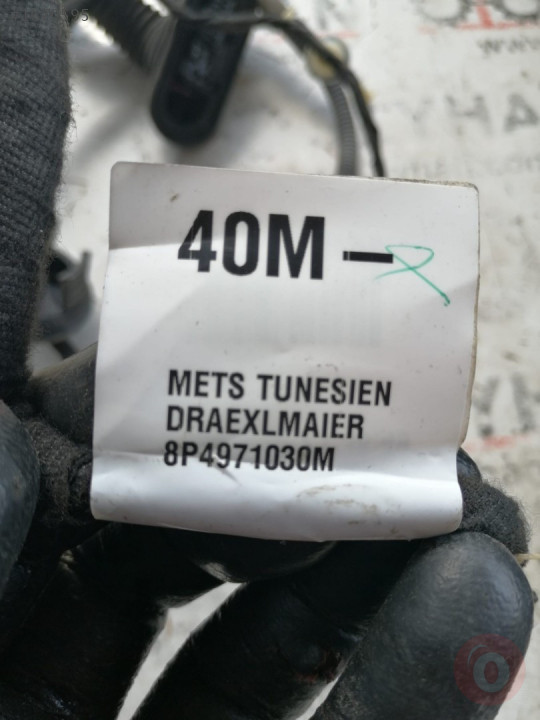 40M –
METS TUNESIEN
DRAEXLMAIER
8P4971030M